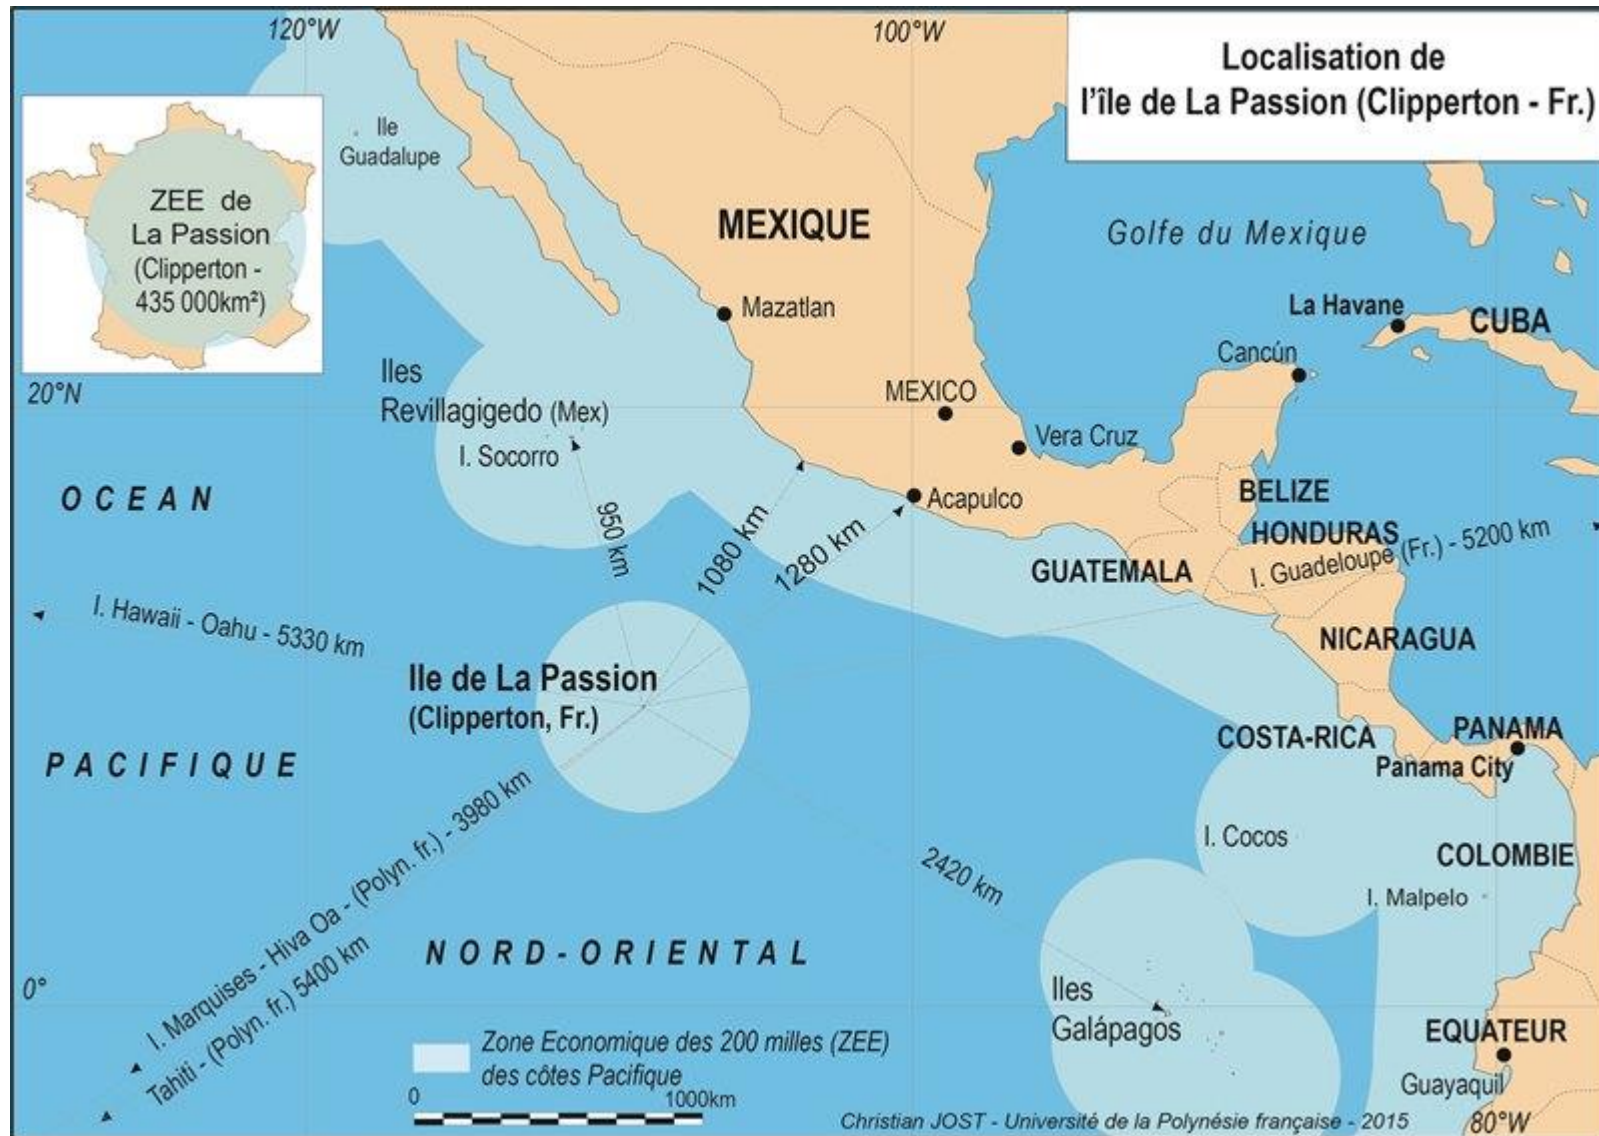 120°W
100°W
Localisation de
l'île de La Passion (Clipperton - Fr.)
Ile
Guadalupe
ZEE de
La Passion
(Clipperton -
435 000km²)
MEXIQUE
Golfe du Mexique
Mazatlan
La Havane
CUBA
Cancún
20°N
Iles
Revillagigedo (Mex)
I. Socorro
MEXICO
Vera Cruz
OCEAN
Acapulco
BELIZE
HONDURAS
950 km
1080 km
1280 km
GUATEMALA
I. Guadeloupe (Fr.) - 5200 km
I. Hawaii - Oahu - 5330 km
NICARAGUA
Ile de La Passion
(Clipperton, Fr.)
PACIFIQUE
COSTA-RICA
PANAMA
Panama City
I. Cocos
COLOMBIE
2420 km
I. Malpelo
I. Marquises - Hiva Oa - (Polyn. fr.) - 3980 km
Tahiti - (Polyn. fr.) 5400 km
NORD-ORIENTAL
0°
Iles
Galápagos
EQUATEUR
Guayaquil
Zone Economique des 200 milles (ZEE)
des côtes Pacifique
0
1000km
Christian JOST - Université de la Polynésie française - 2015
80°W